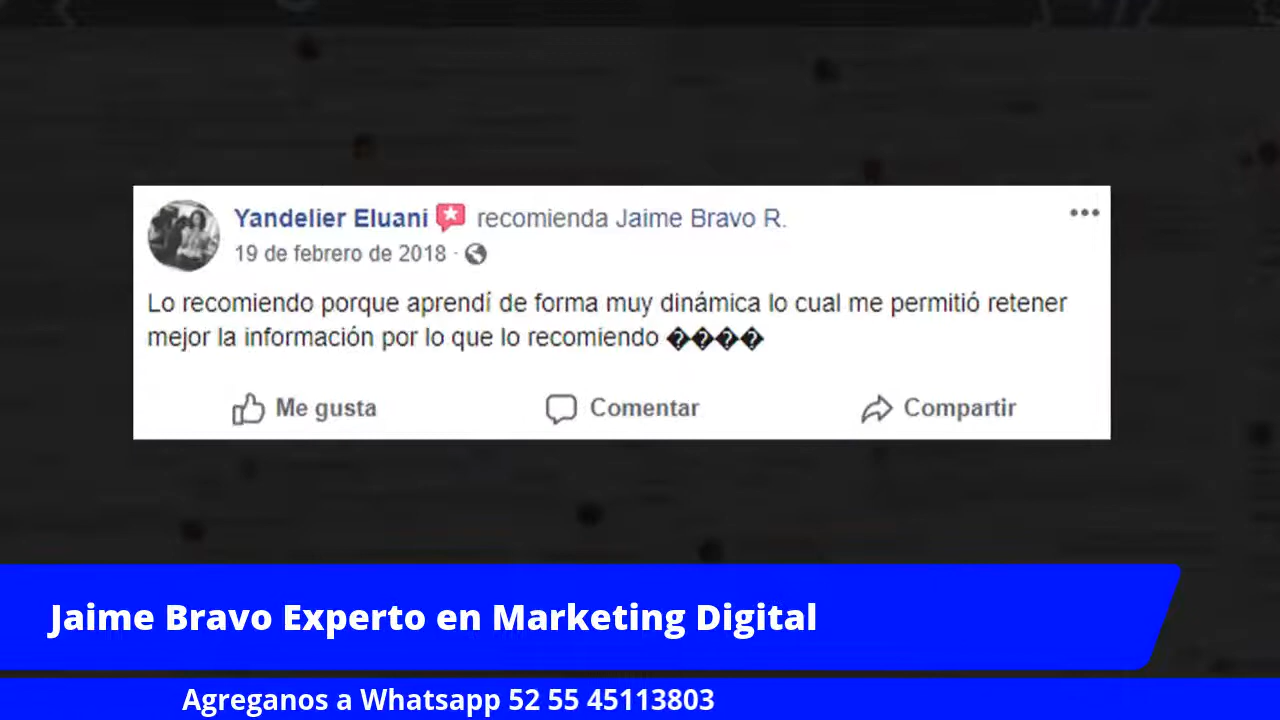 Yandelier Eluani recomienda Jaime Bravo R.
19 de febrero de 2018 ·
Lo recomiendo porque aprendí de forma muy dinámica lo cual me permitió retener
mejor la información por lo que lo recomiendo ����
Me gusta Comentar Compartir
Jaime Bravo Experto en Marketing Digital
Agreganos a Whatsapp 52 55 45113803